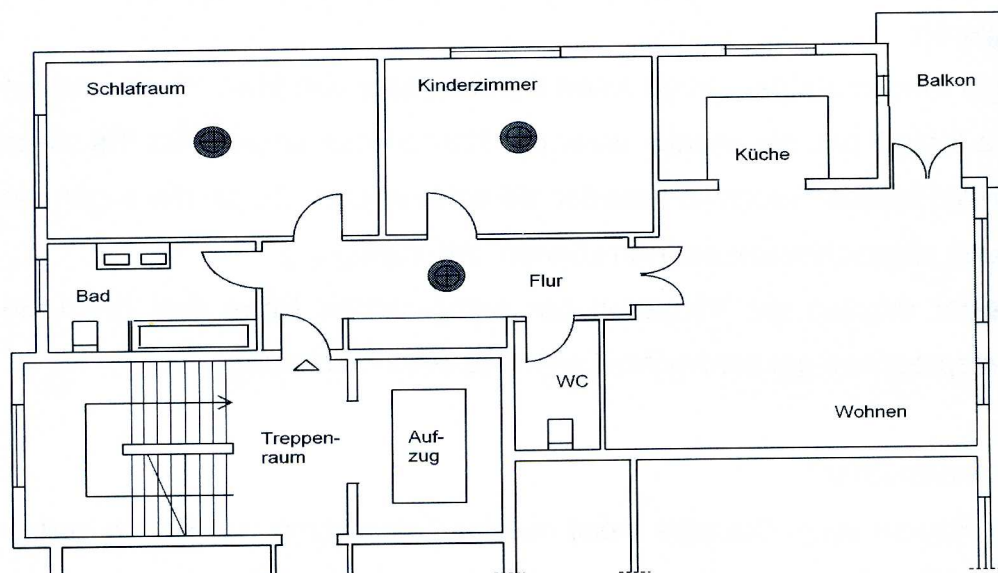 Schlafraum
Kinderzimmer
Balkon
Küche
Bad
Flur
WC
Wohnen
Treppen-
raum
Auf-
zug